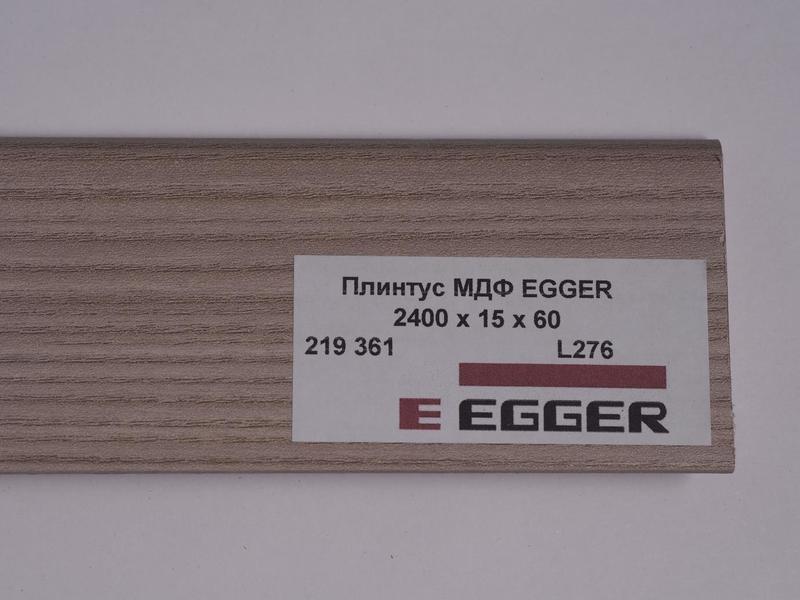 Плинтус МДФ EGGER
2400 x 15 x 60
219 361 L276
E EGGER